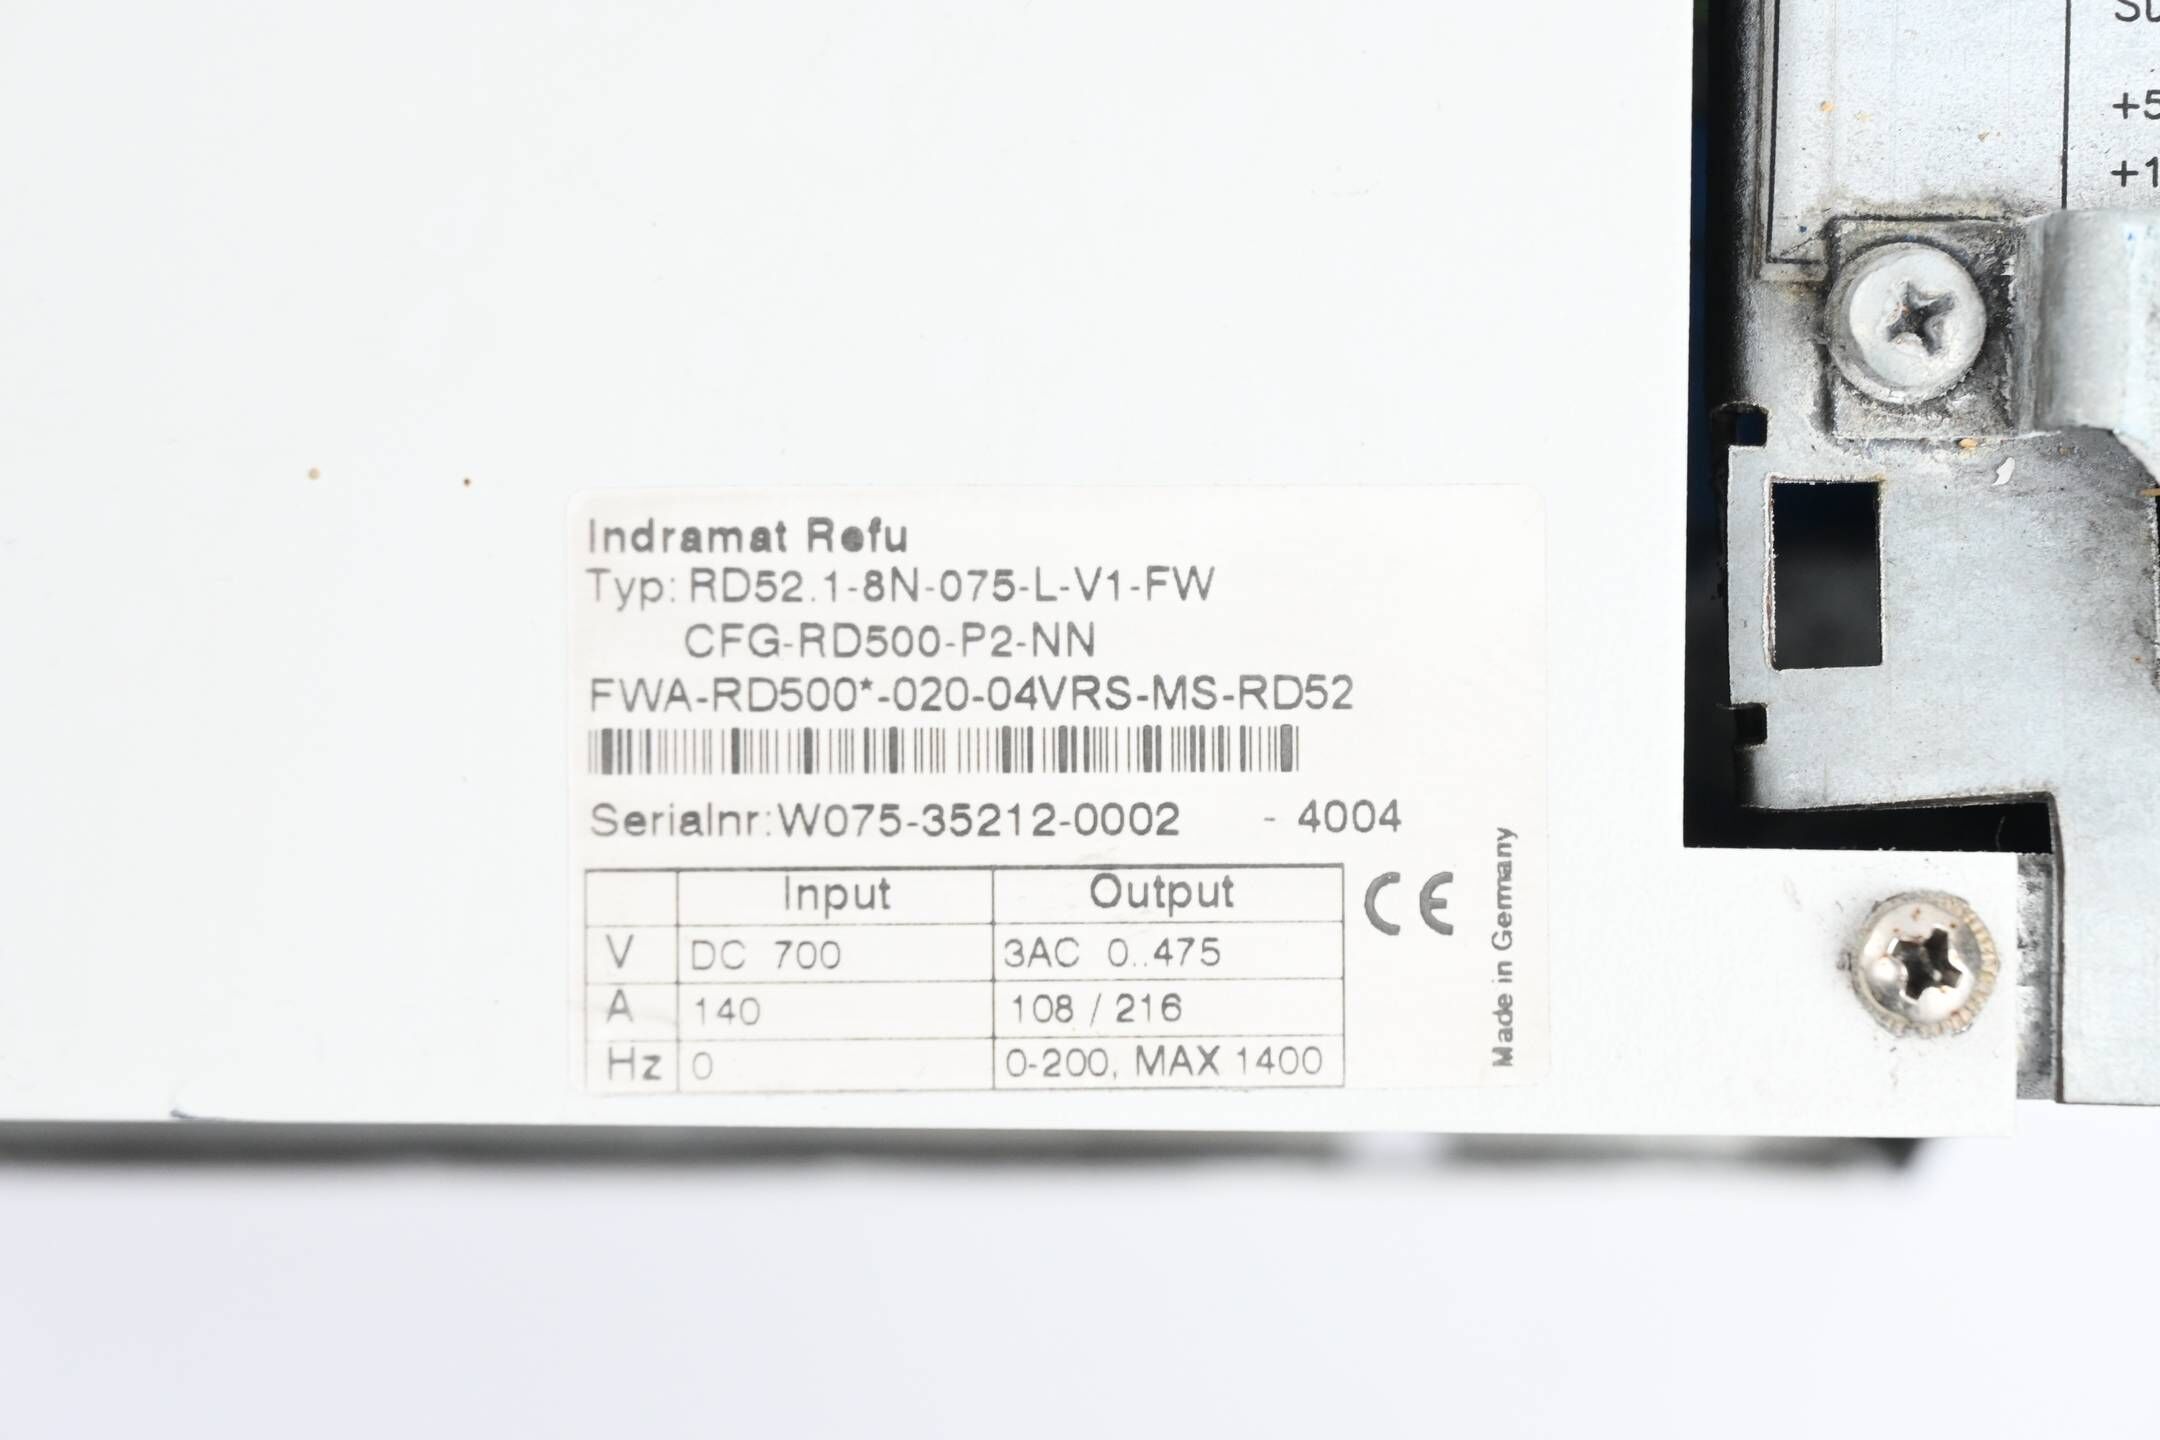 Indramat Refu
Typ: RD52.1-8N-075-L-V1-FW
CFG-RD500-P2-NN
FWA-RD500*-020-04VRS-MS-RD52
Serialnr: W075-35212-0002 - 4004
Input Output
V DC 700 3AC 0..475
A 140 108 / 216
Hz 0 0-200, MAX 1400
CE
Made in Germany
+5
+1